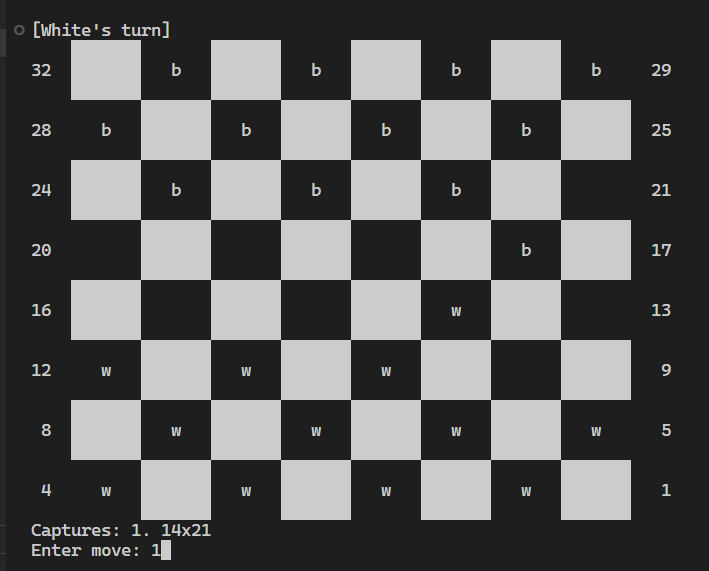 [White's turn]
32 b b b b 29
28 b b b b 25
24 b b b 21
20 b 17
16 w 13
12 w w w 9
8 w w w w 5
4 w w w w 1
Captures: 1. 14x21
Enter move: 1